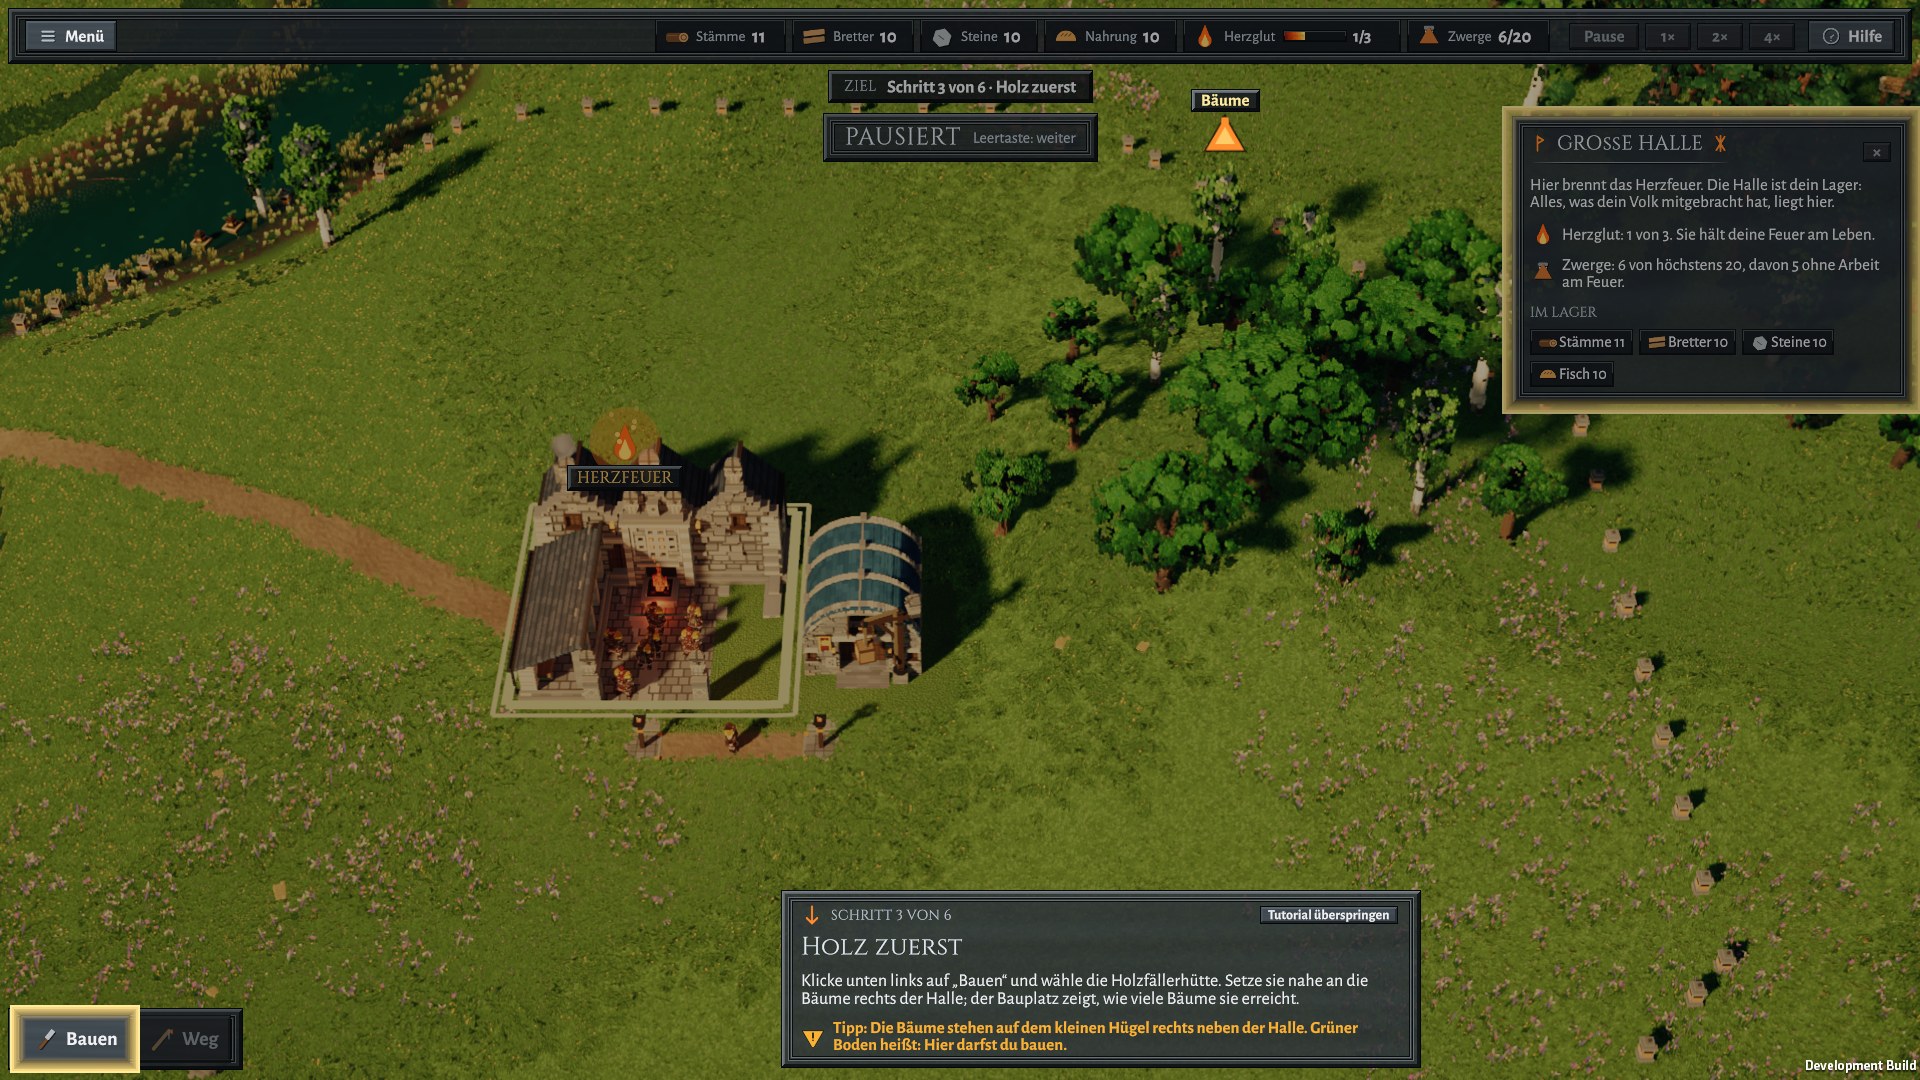 Menü
Stämme 11
Bretter 10
Steine 10
Nahrung 10
Herzglut 1/3
Zwerge 6/20
Pause
1×
2×
4×
Hilfe
ZIEL Schritt 3 von 6 · Holz zuerst
PAUSIERT Leertaste: weiter
Bäume
GROSSE HALLE
×
Hier brennt das Herzfeuer. Die Halle ist dein Lager:
Alles, was dein Volk mitgebracht hat, liegt hier.
Herzglut: 1 von 3. Sie hält deine Feuer am Leben.
Zwerge: 6 von höchstens 20, davon 5 ohne Arbeit
am Feuer.
IM LAGER
Stämme 11
Bretter 10
Steine 10
Fisch 10
HERZFEUER
SCHRITT 3 VON 6
Tutorial überspringen
HOLZ ZUERST
Klicke unten links auf „Bauen“ und wähle die Holzfällerhütte. Setze sie nahe an die
Bäume rechts der Halle; der Bauplatz zeigt, wie viele Bäume sie erreicht.
Tipp: Die Bäume stehen auf dem kleinen Hügel rechts neben der Halle. Grüner
Boden heißt: Hier darfst du bauen.
Bauen
Weg
Development Build